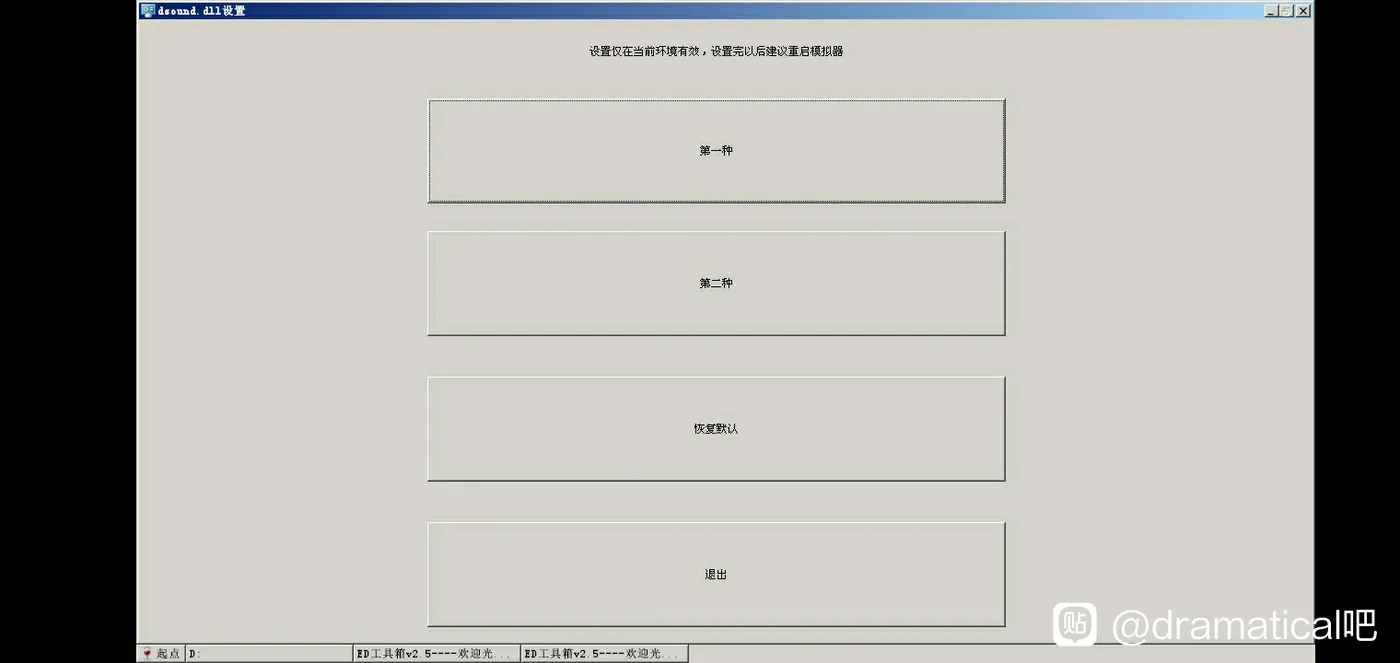 dsound.dll设置
设置仅在当前环境有效，设置完以后建议重启模拟器
第一种
第二种
恢复默认
退出
贴 @dramatical吧
起点 D: ED工具箱v2.5----欢迎光... ED工具箱v2.5----欢迎光...